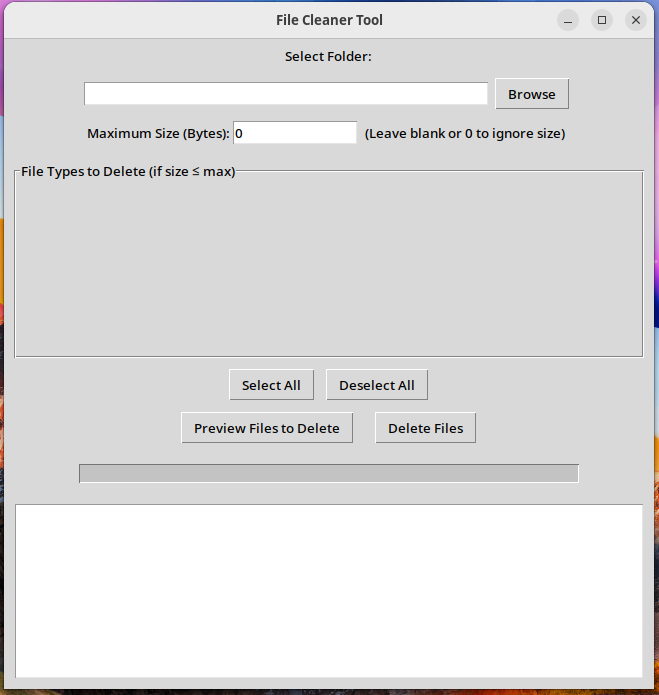 File Cleaner Tool
Select Folder:
Browse
Maximum Size (Bytes): 0 (Leave blank or 0 to ignore size)
File Types to Delete (if size ≤ max)
Select All Deselect All
Preview Files to Delete Delete Files